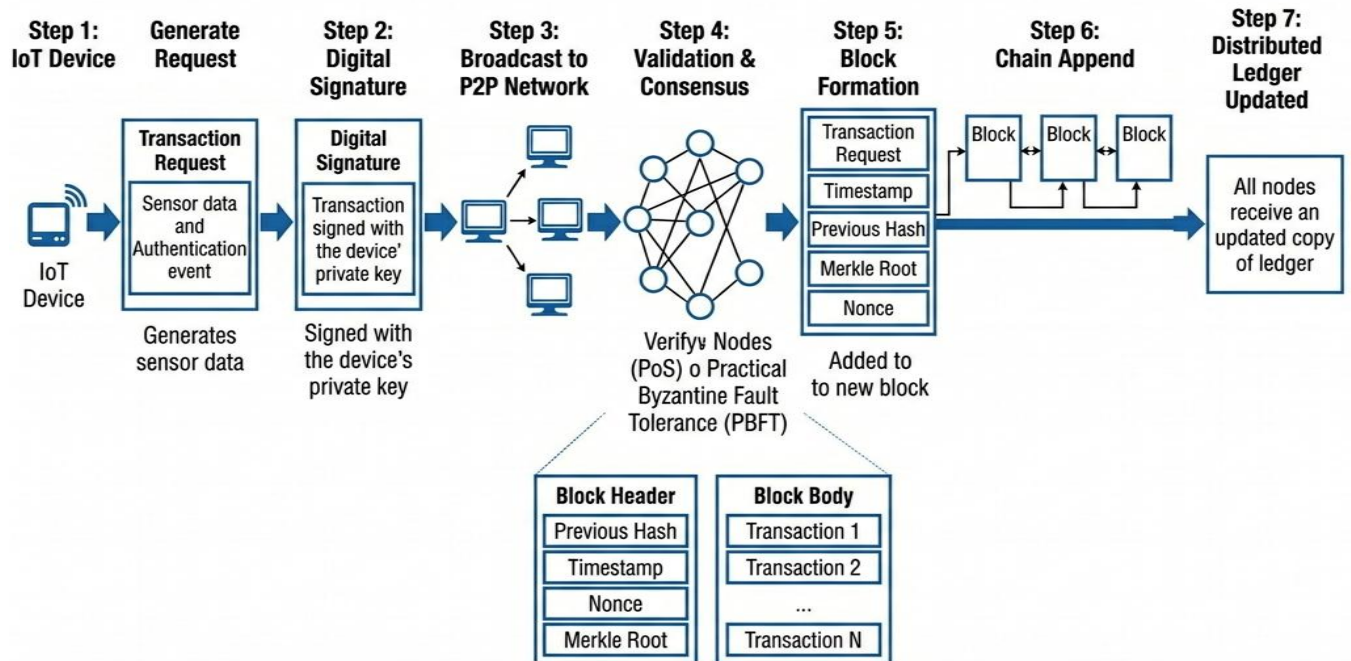 Step 1:
IoT Device
Generate
Request
Step 2:
Digital
Signature
Step 3:
Broadcast to
P2P Network
Step 4:
Validation &
Consensus
Step 5:
Block
Formation
Step 6:
Chain Append
Step 7:
Distributed
Ledger
Updated
IoT
Device
Transaction
Request
Sensor data
and
Authentication
event
Generates
sensor data
Digital
Signature
Transaction
signed with
the device'
private key
Signed with
the device's
private key
Verifyv Nodes
(PoS) o Practical
Byzantine Fault
Tolerance (PBFT)
Transaction
Request
Timestamp
Previous Hash
Merkle Root
Nonce
Added to
to new block
Block
Block
Block
All nodes
receive an
updated copy
of ledger
Block Header
Previous Hash
Timestamp
Nonce
Merkle Root
Block Body
Transaction 1
Transaction 2
...
Transaction N